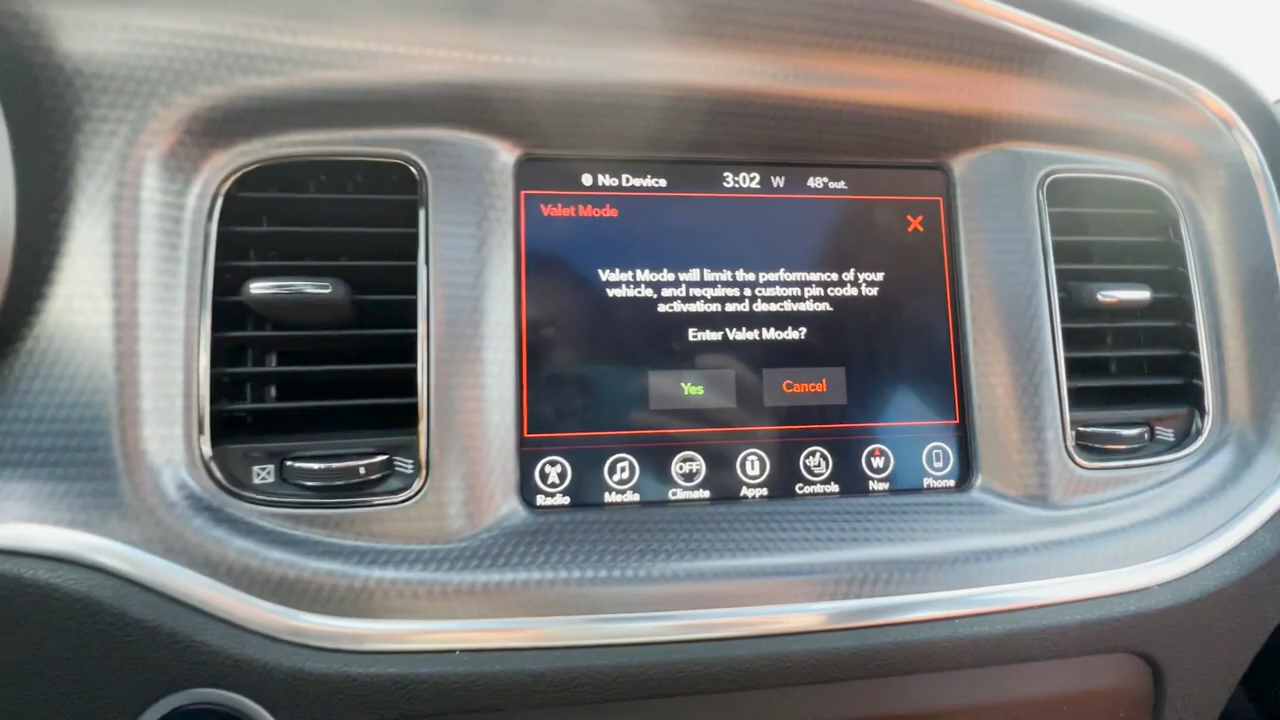 No Device 3:02 W 48°out.
Valet Mode
Valet Mode will limit the performance of your
vehicle, and requires a custom pin code for
activation and deactivation.
Enter Valet Mode?
Yes Cancel
OFF W
Radio Media Climate Apps Controls Nav Phone